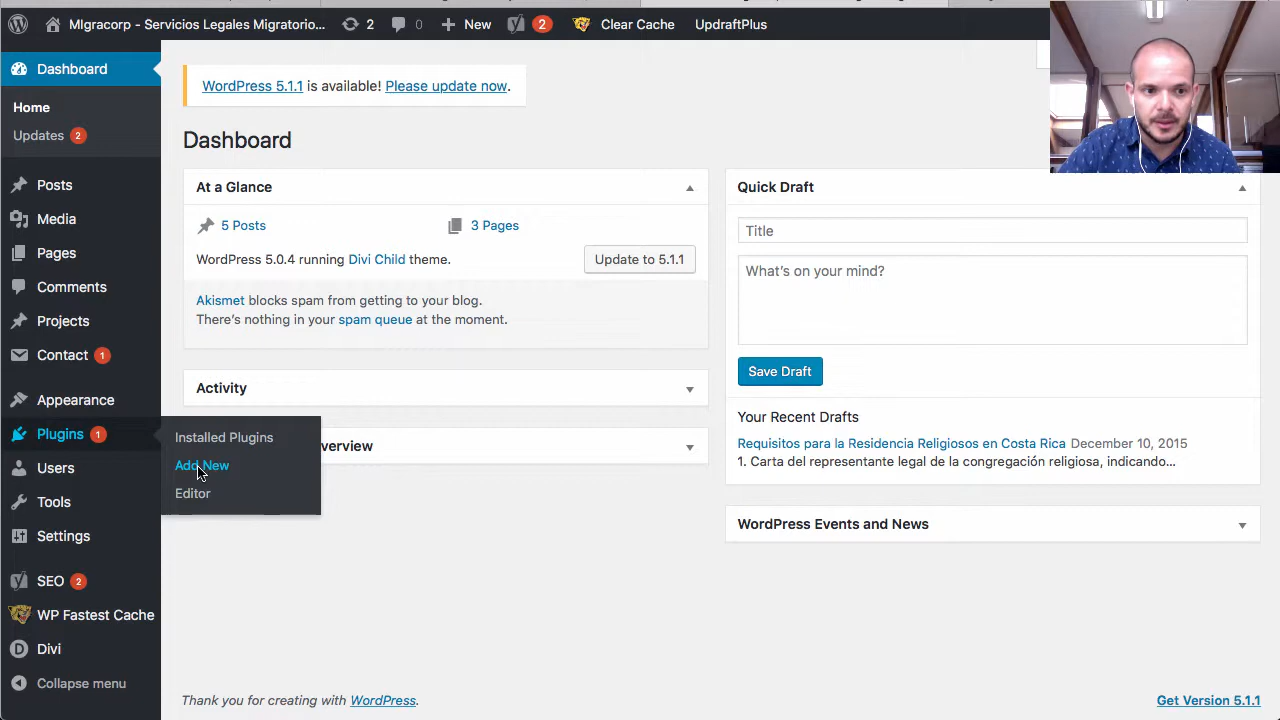 MIgracorp - Servicios Legales Migratorio... 2 0 New 2 Clear Cache UpdraftPlus
Dashboard
Home
Updates 2
Posts
Media
Pages
Comments
Projects
Contact 1
Appearance
Plugins 1
Installed Plugins
Add New
Editor
Users
Tools
Settings
SEO 2
WP Fastest Cache
Divi
Collapse menu
WordPress 5.1.1 is available! Please update now.
Dashboard
At a Glance
5 Posts
3 Pages
WordPress 5.0.4 running Divi Child theme.
Update to 5.1.1
Akismet blocks spam from getting to your blog.
There's nothing in your spam queue at the moment.
Activity
verview
Quick Draft
Title
What's on your mind?
Save Draft
Your Recent Drafts
Requisitos para la Residencia Religiosos en Costa Rica December 10, 2015
1. Carta del representante legal de la congregación religiosa, indicando...
WordPress Events and News
Thank you for creating with WordPress.
Get Version 5.1.1